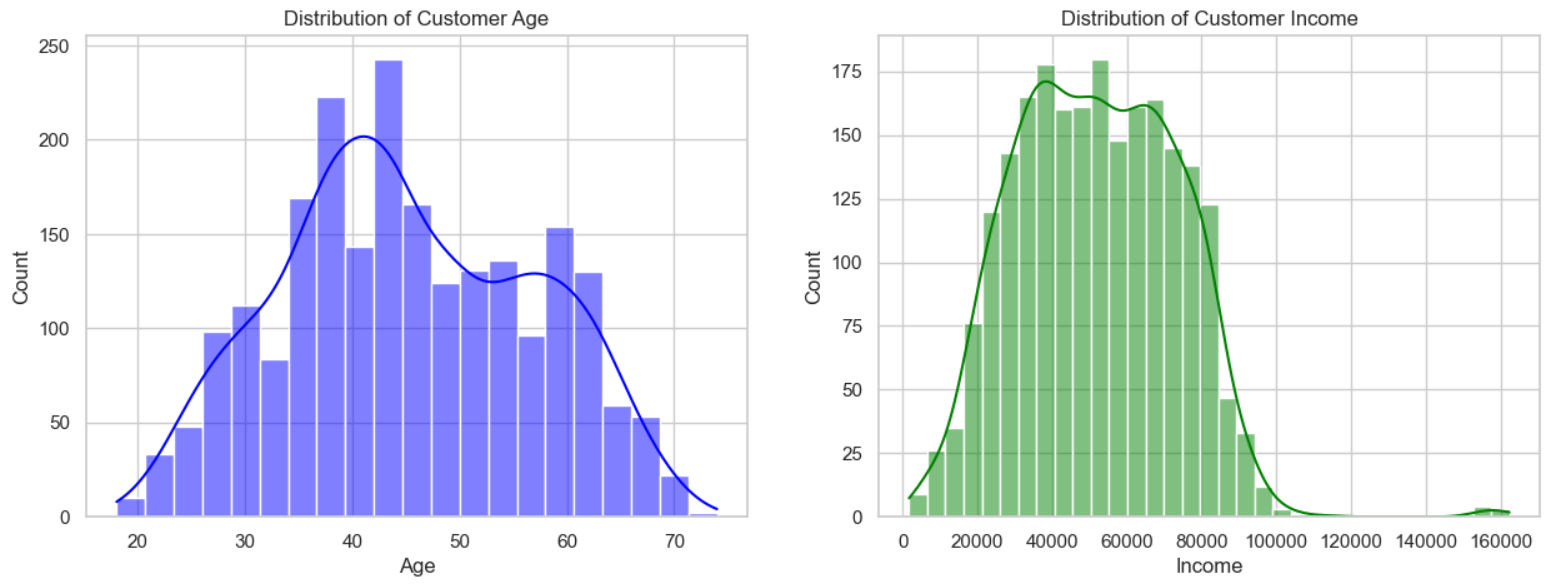 Distribution of Customer Age
250
200
150
100
50
0
Count
20 30 40 50 60 70
Age
Distribution of Customer Income
175
150
125
100
75
50
25
0
Count
0 20000 40000 60000 80000 100000 120000 140000 160000
Income